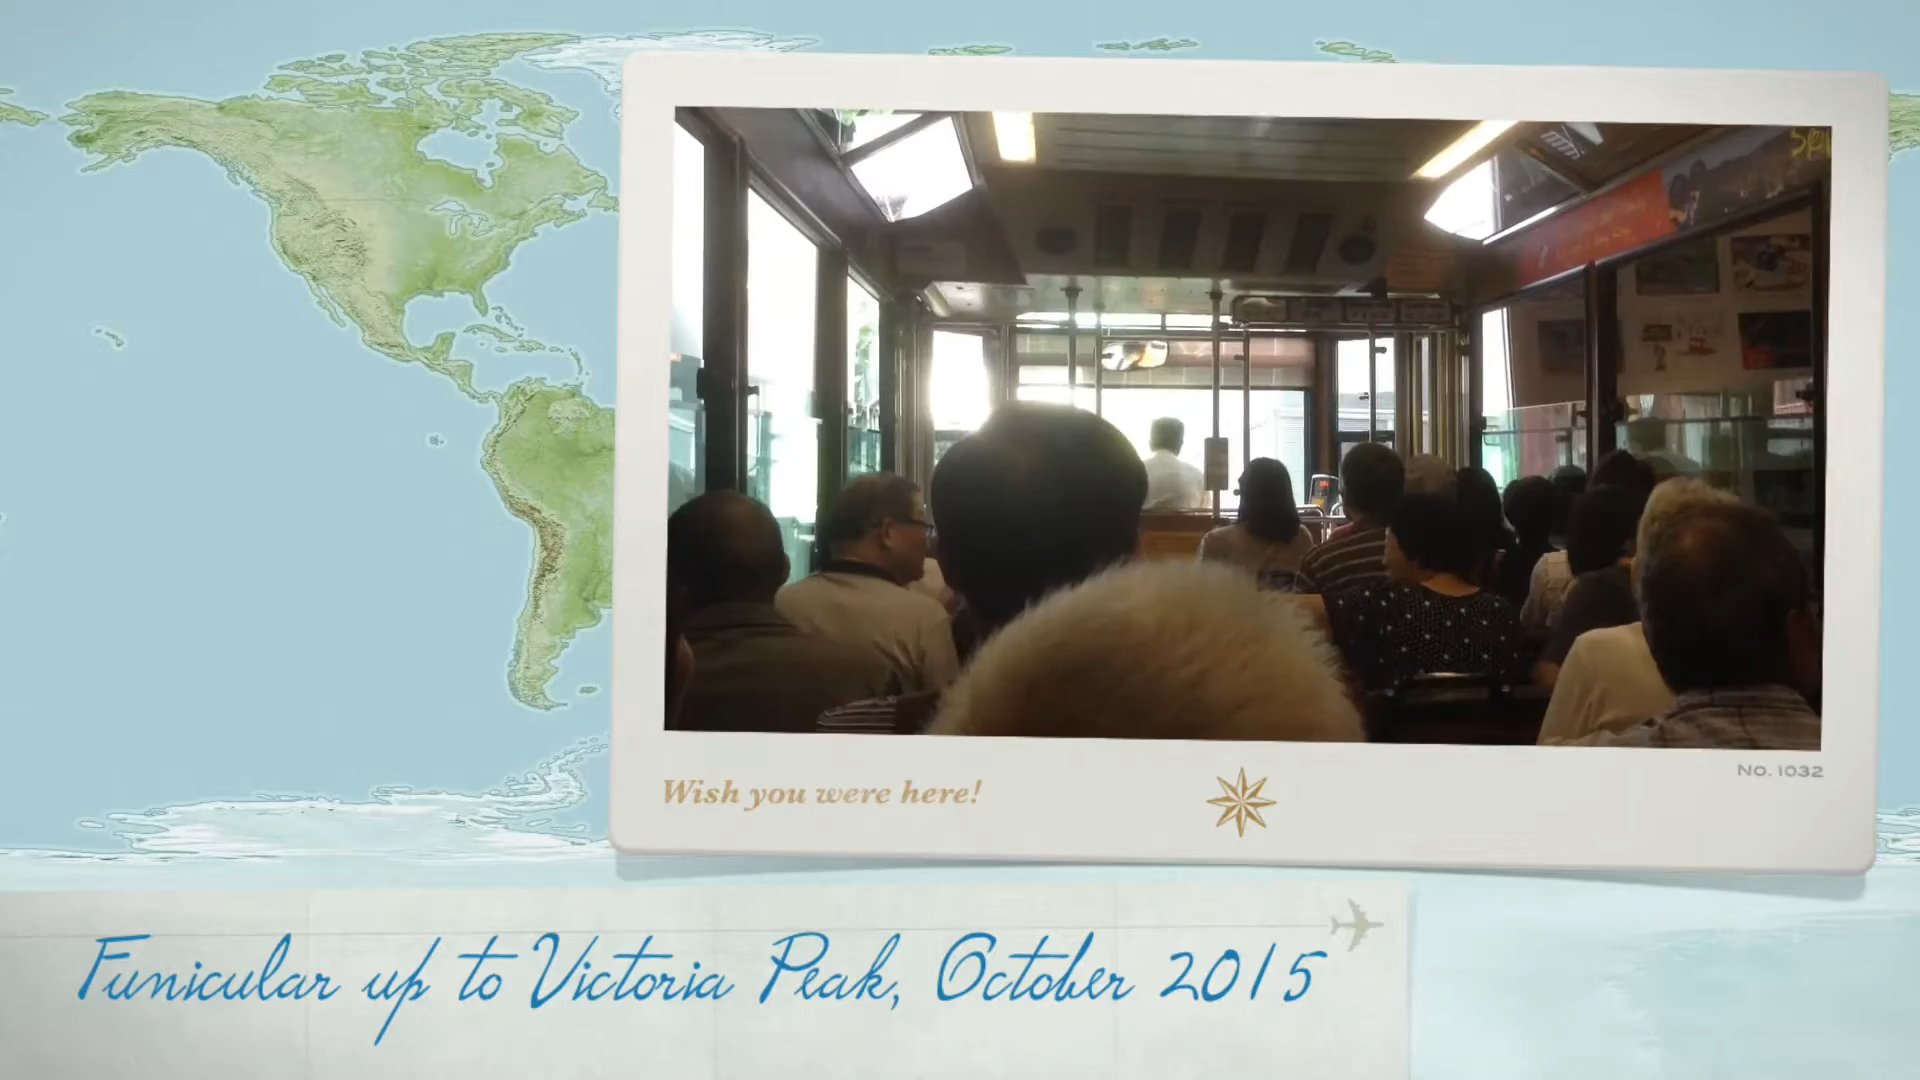 Wish you were here!
No. 1032
Funicular up to Victoria Peak, October 2015